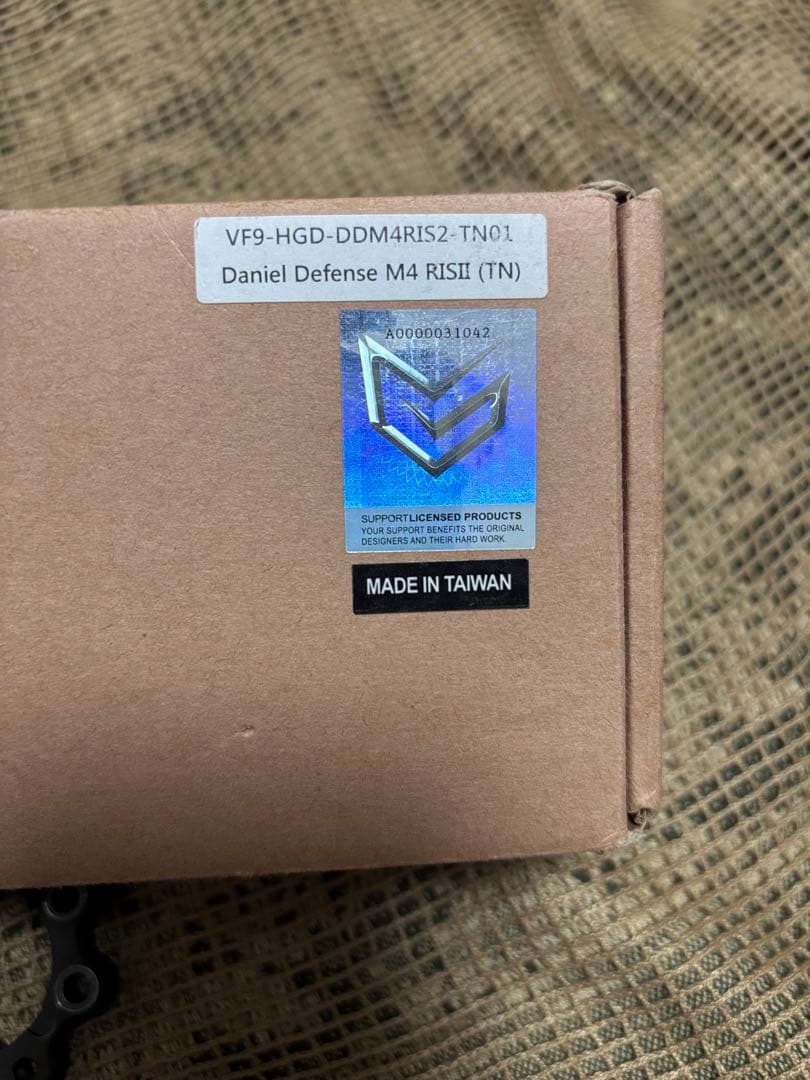 VF9-HGD-DDM4RIS2-TN01
Daniel Defense M4 RISII (TN)
A0000031042
SUPPORTLICENSED PRODUCTS
YOUR SUPPORT BENEFITS THE ORIGINAL
DESIGNERS AND THEIR HARD WORK.
MADE IN TAIWAN